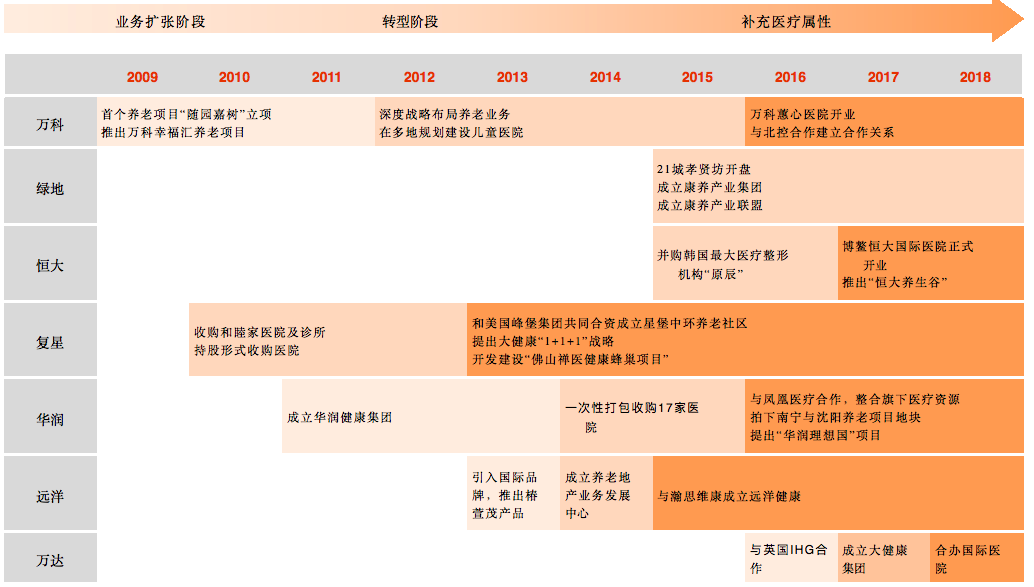 业务扩张阶段 转型阶段 补充医疗属性
2009 2010 2011 2012 2013 2014 2015 2016 2017 2018
万科
首个养老项目“随园嘉树”立项
推出万科幸福汇养老项目
深度战略布局养老业务
在多地规划建设儿童医院
万科蕙心医院开业
与北控合作建立合作关系
绿地
21城孝贤坊开盘
成立康养产业集团
成立康养产业联盟
恒大
并购韩国最大医疗整形
机构“原辰”
博鳌恒大国际医院正式
开业
推出“恒大养生谷”
复星
收购和睦家医院及诊所
持股形式收购医院
和美国峰堡集团共同合资成立星堡中环养老社区
提出大健康“1+1+1”战略
开发建设“佛山禅医健康蜂巢项目”
华润
成立华润健康集团
一次性打包收购17家医
院
与凤凰医疗合作，整合旗下医疗资源
拍下南宁与沈阳养老项目地块
提出“华润理想国”项目
远洋
引入国际品
牌，推出椿
萱茂产品
成立养老地
产业务发展
中心
与瀚思维康成立远洋健康
万达
与英国IHG合
作
成立大健康
集团
合办国际医
院